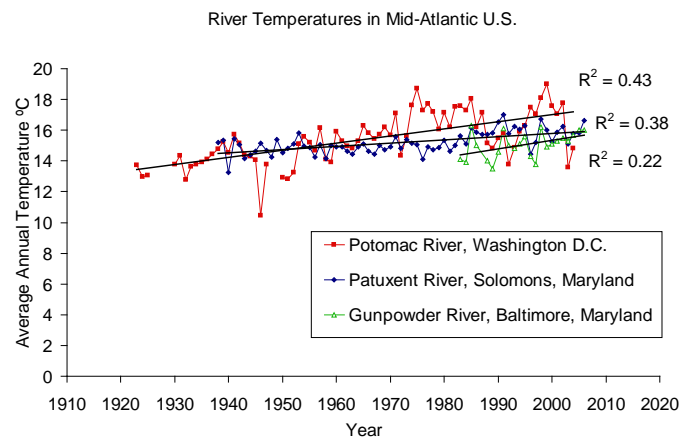 River Temperatures in Mid-Atlantic U.S.
Average Annual Temperature ºC
20
18
16
14
12
10
8
6
4
2
0
R² = 0.43
R² = 0.38
R² = 0.22
Potomac River, Washington D.C.
Patuxent River, Solomons, Maryland
Gunpowder River, Baltimore, Maryland
1910 1920 1930 1940 1950 1960 1970 1980 1990 2000 2010 2020
Year